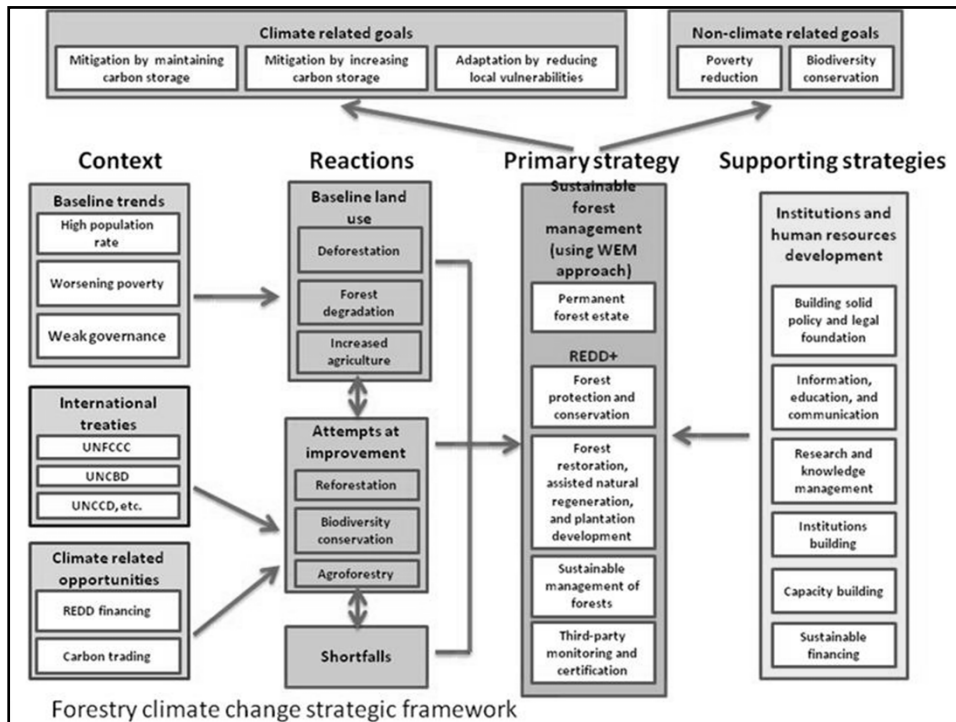 Climate related goals
Mitigation by maintaining
carbon storage
Mitigation by increasing
carbon storage
Adaptation by reducing
local vulnerabilities
Non-climate related goals
Poverty
reduction
Biodiversity
conservation
Context
Baseline trends
High population
rate
Worsening poverty
Weak governance
International
treaties
UNFCCC
UNCBD
UNCCD, etc.
Climate related
opportunities
REDD financing
Carbon trading
Reactions
Baseline land
use
Deforestation
Forest
degradation
Increased
agriculture
Attempts at
improvement
Reforestation
Biodiversity
conservation
Agroforestry
Shortfalls
Primary strategy
Sustainable
forest
management
(using WEM
approach)
Permanent
forest estate
REDD+
Forest
protection and
conservation
Forest
restoration,
assisted natural
regeneration,
and plantation
development
Sustainable
management of
forests
Third-party
monitoring and
certification
Supporting strategies
Institutions and
human resources
development
Building solid
policy and legal
foundation
Information,
education, and
communication
Research and
knowledge
management
Institutions
building
Capacity building
Sustainable
financing
Forestry climate change strategic framework